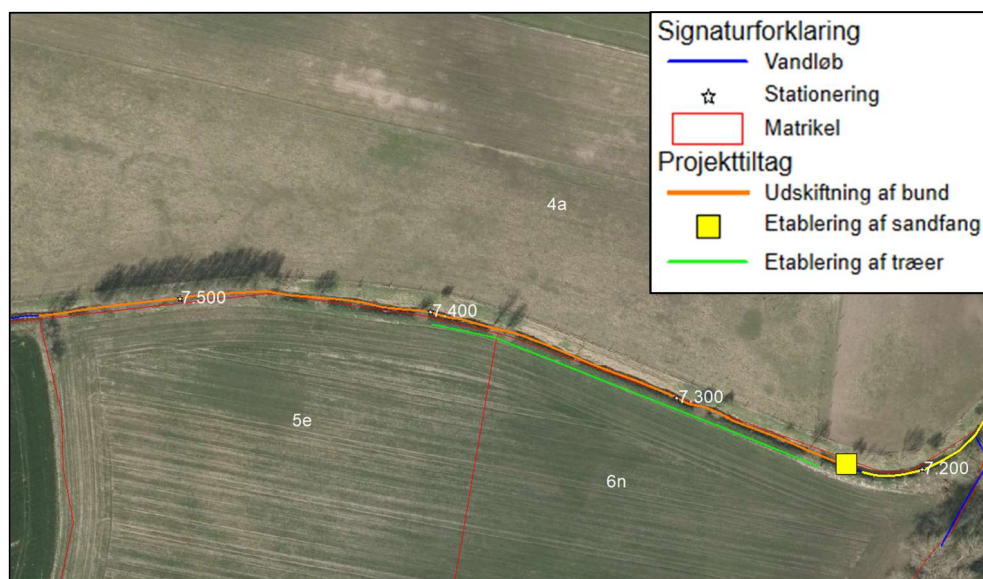 Signaturforklaring
Vandløb
Stationering
Matrikel
Projekttiltag
Udskiftning af bund
Etablering af sandfang
Etablering af træer
4a
7.500
7.400
7.300
5e
7.200
6n